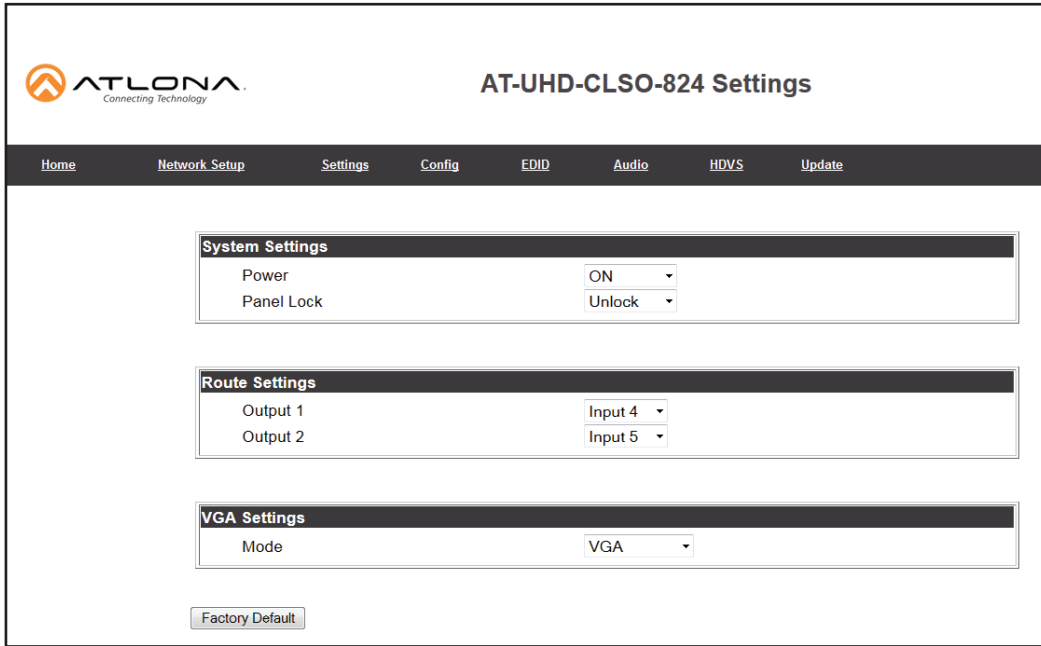 ATLONA.
Connecting Technology
AT-UHD-CLSO-824 Settings
Home Network Setup Settings Config EDID Audio HDVS Update
System Settings
Power ON
Panel Lock Unlock
Route Settings
Output 1 Input 4
Output 2 Input 5
VGA Settings
Mode VGA
Factory Default